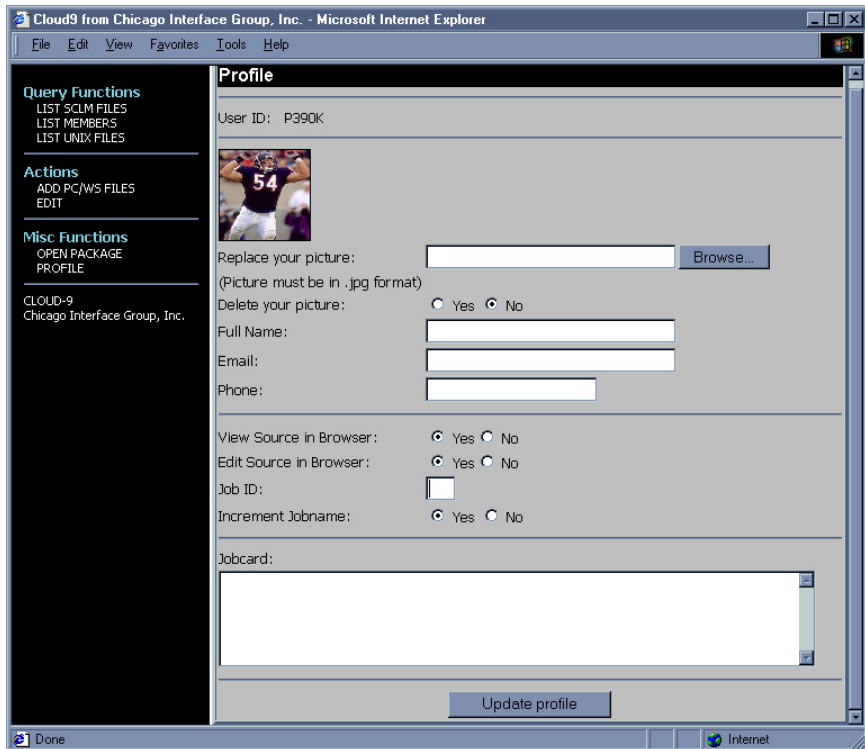 Cloud9 from Chicago Interface Group, Inc. - Microsoft Internet Explorer
File Edit View Favorites Tools Help
Query Functions
LIST SCLM FILES
LIST MEMBERS
LIST UNIX FILES
Actions
ADD PC/WS FILES
EDIT
Misc Functions
OPEN PACKAGE
PROFILE
CLOUD-9
Chicago Interface Group, Inc.
Profile
User ID: P390K
54
Replace your picture: Browse...
(Picture must be in .jpg format)
Delete your picture: Yes No
Full Name:
Email:
Phone:
View Source in Browser: Yes No
Edit Source in Browser: Yes No
Job ID:
Increment Jobname: Yes No
Jobcard:
Update profile
Done Internet